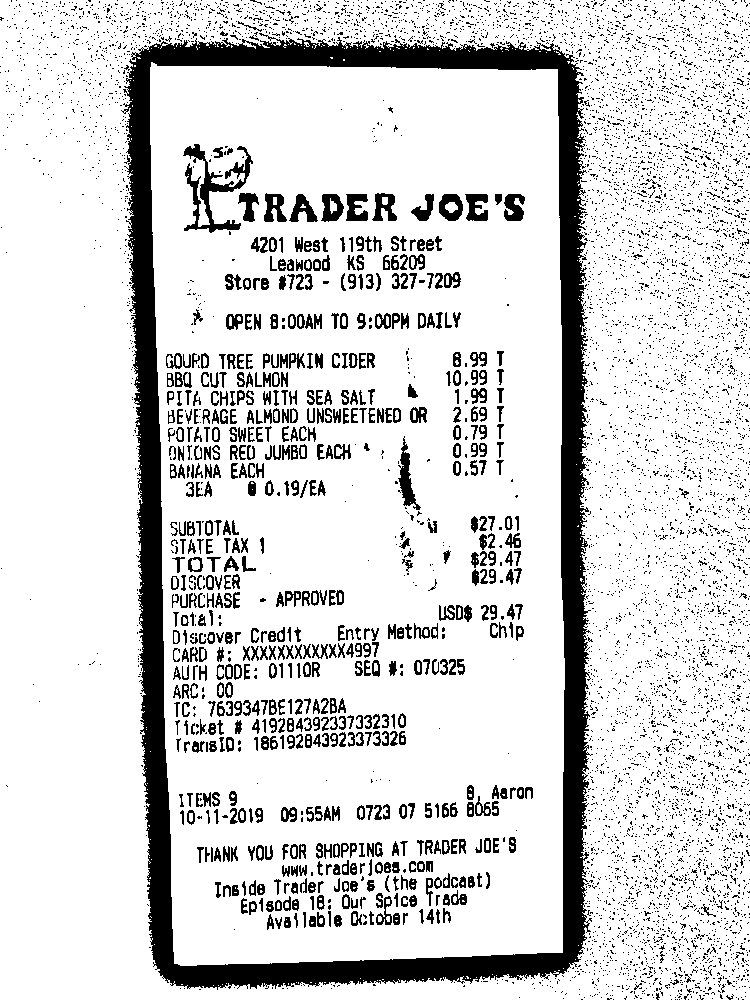 TRADER JOE'S
4201 West 119th Street
Leawood KS 66209
Store #723 - (913) 327-7209
OPEN 8:00AM TO 9:00PM DAILY
GOURD TREE PUMPKIN CIDER 8.99 T
BBQ CUT SALMON 10.99 T
PITA CHIPS WITH SEA SALT 1.99 T
BEVERAGE ALMOND UNSWEETENED OR 2.69 T
POTATO SWEET EACH 0.79 T
ONIONS RED JUMBO EACH 0.99 T
BANANA EACH 0.57 T
3EA @ 0.19/EA
SUBTOTAL $27.01
STATE TAX 1 $2.46
TOTAL $29.47
DISCOVER $29.47
PURCHASE - APPROVED
Total: USD$ 29.47
Discover Credit Entry Method: Chip
CARD #: XXXXXXXXXXXX4997
AUTH CODE: 01110R SEQ #: 070325
ARC: 00
TC: 7639347BE127A2BA
Ticket # 419284392337332310
TransID: 186192843923373326
ITEMS 9 B, Aaron
10-11-2019 09:55AM 0723 07 5166 8065
THANK YOU FOR SHOPPING AT TRADER JOE'S
www.traderjoes.com
Inside Trader Joe's (the podcast)
Episode 18: Our Spice Trade
Available October 14th